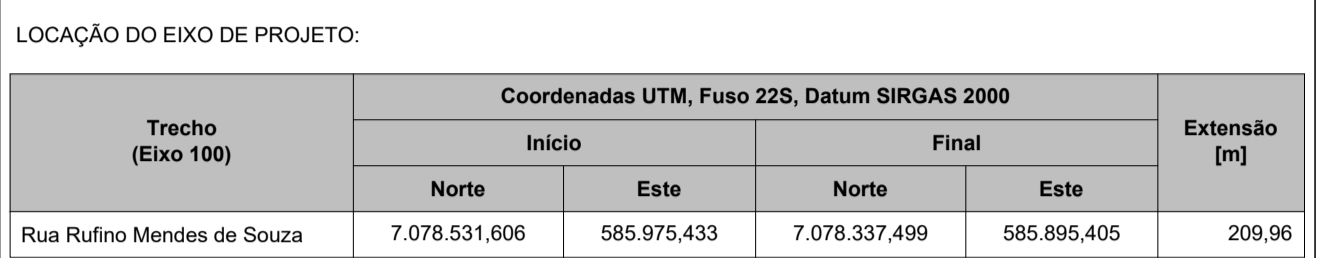 LOCAÇÃO DO EIXO DE PROJETO:
Trecho
(Eixo 100)
Coordenadas UTM, Fuso 22S, Datum SIRGAS 2000
Extensão
[m]
Início
Final
Norte
Este
Norte
Este
Rua Rufino Mendes de Souza
7.078.531,606
585.975,433
7.078.337,499
585.895,405
209,96